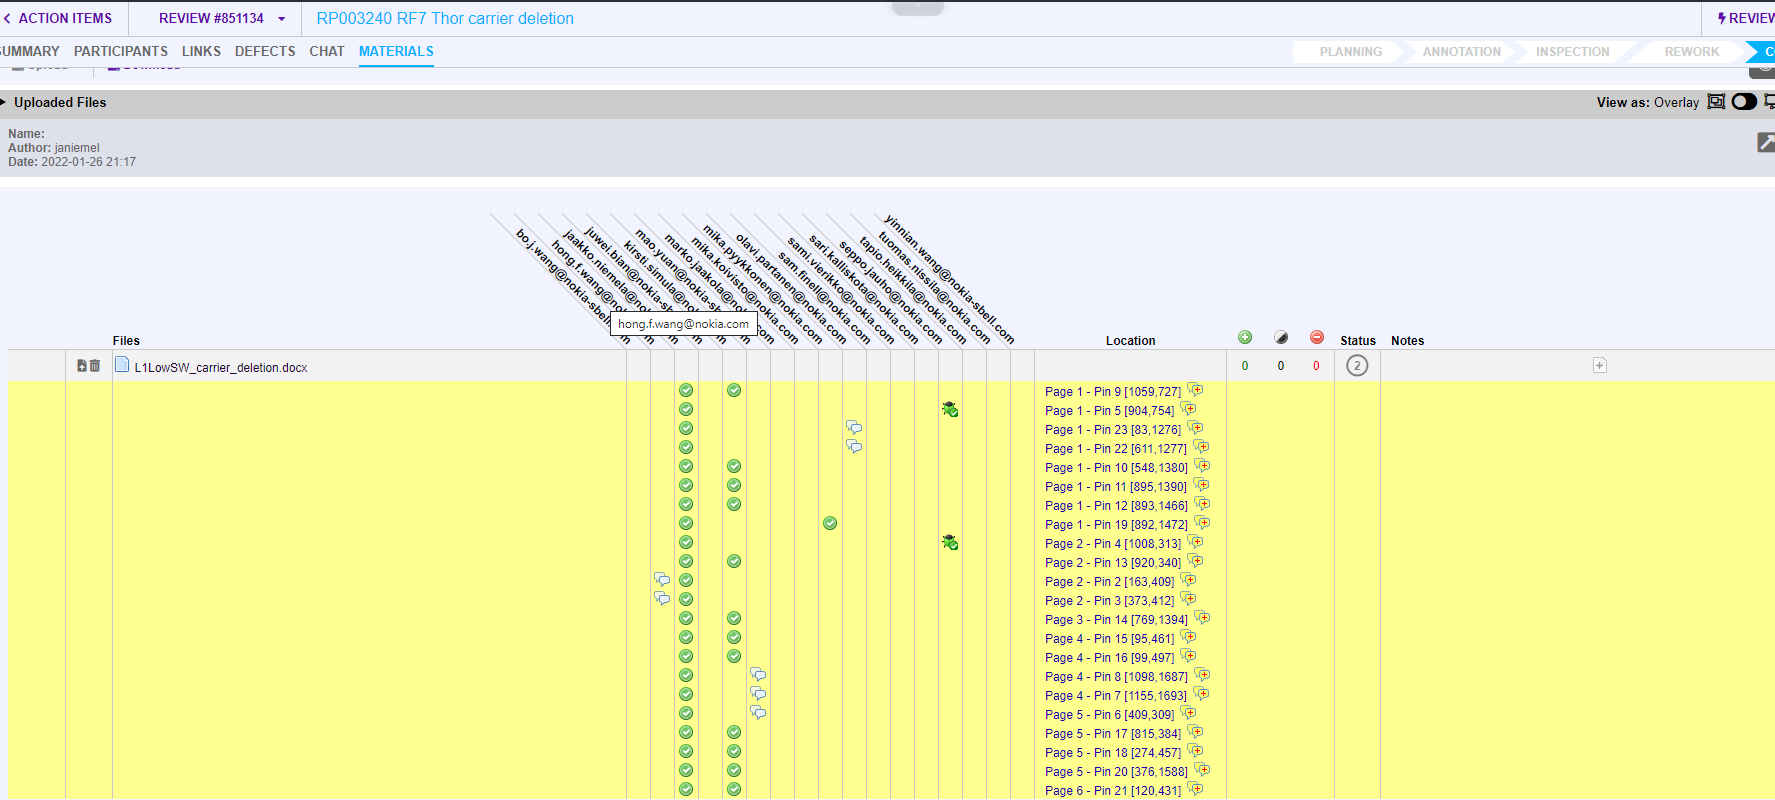 ACTION ITEMS REVIEW #851134 RP003240 RF7 Thor carrier deletion REVIEW
SUMMARY PARTICIPANTS LINKS DEFECTS CHAT MATERIALS PLANNING ANNOTATION INSPECTION REWORK
Uploaded Files View as: Overlay
Name:
Author: janiemel
Date: 2022-01-26 21:17
bo.j.wang@nokia-sbell.
hong.f.wang@no
jaakko.niemela@no
juwei.bian@nokia-s
kirsti.simula@no
mao.yuan@nokia-sb
marko.jaakola@no
mika.koivisto@nokia.com
mika.pyykkonen@nokia.com
olavi.partanen@nokia.com
sam.finell@nokia.com
sami.vierikko@nokia.com
sari.kalliskota@nokia.com
seppo.jauho@nokia.com
tapio.heikkila@nokia.com
tuomas.nissila@nokia.com
yinnian.wang@nokia-sbell.com
hong.f.wang@nokia.com
Files Location Status Notes
L1LowSW_carrier_deletion.docx 0 0 0 2
Page 1 - Pin 9 [1059,727]
Page 1 - Pin 5 [904,754]
Page 1 - Pin 23 [83,1276]
Page 1 - Pin 22 [611,1277]
Page 1 - Pin 10 [548,1380]
Page 1 - Pin 11 [895,1390]
Page 1 - Pin 12 [893,1466]
Page 1 - Pin 19 [892,1472]
Page 2 - Pin 4 [1008,313]
Page 2 - Pin 13 [920,340]
Page 2 - Pin 2 [163,409]
Page 2 - Pin 3 [373,412]
Page 3 - Pin 14 [769,1394]
Page 4 - Pin 15 [95,461]
Page 4 - Pin 16 [99,497]
Page 4 - Pin 8 [1098,1687]
Page 4 - Pin 7 [1155,1693]
Page 5 - Pin 6 [409,309]
Page 5 - Pin 17 [815,384]
Page 5 - Pin 18 [274,457]
Page 5 - Pin 20 [376,1588]
Page 6 - Pin 21 [120,431]